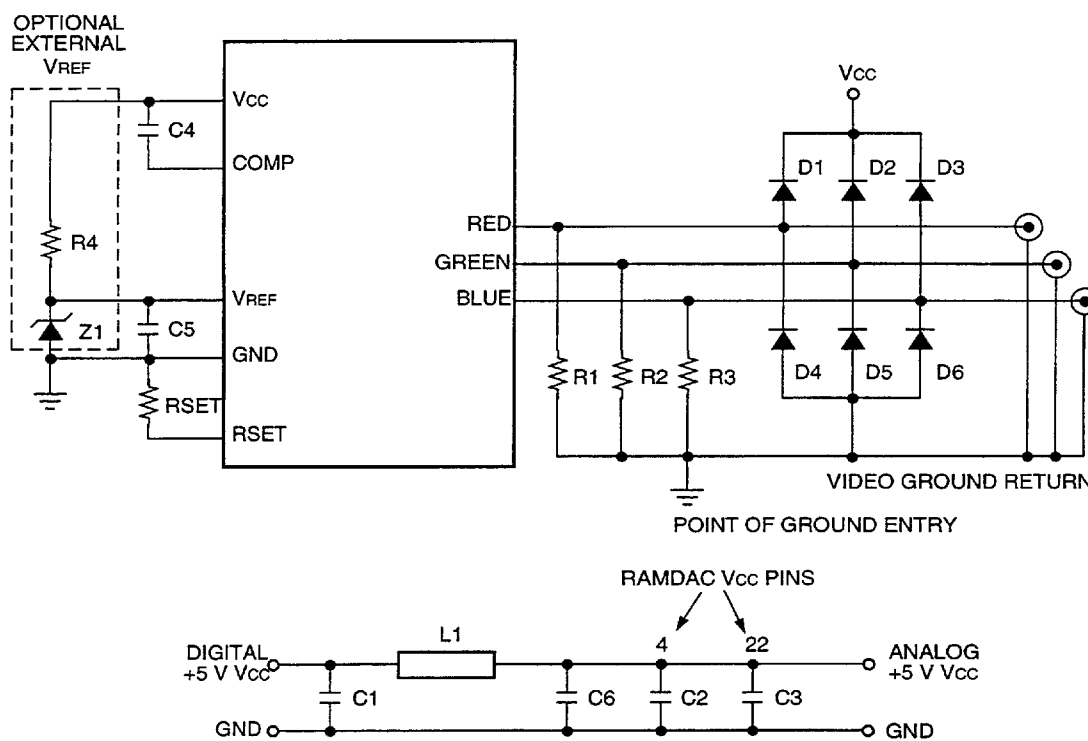 OPTIONAL
EXTERNAL
VREF
VCC
C4
COMP
R4
VREF
Z1
C5
GND
RSET
RSET
RED
GREEN
BLUE
VCC
D1
D2
D3
R1
R2
R3
D4
D5
D6
VIDEO GROUND RETURN
POINT OF GROUND ENTRY
RAMDAC VCC PINS
4
22
L1
DIGITAL
+5 V VCC
ANALOG
+5 V VCC
C1
C6
C2
C3
GND
GND